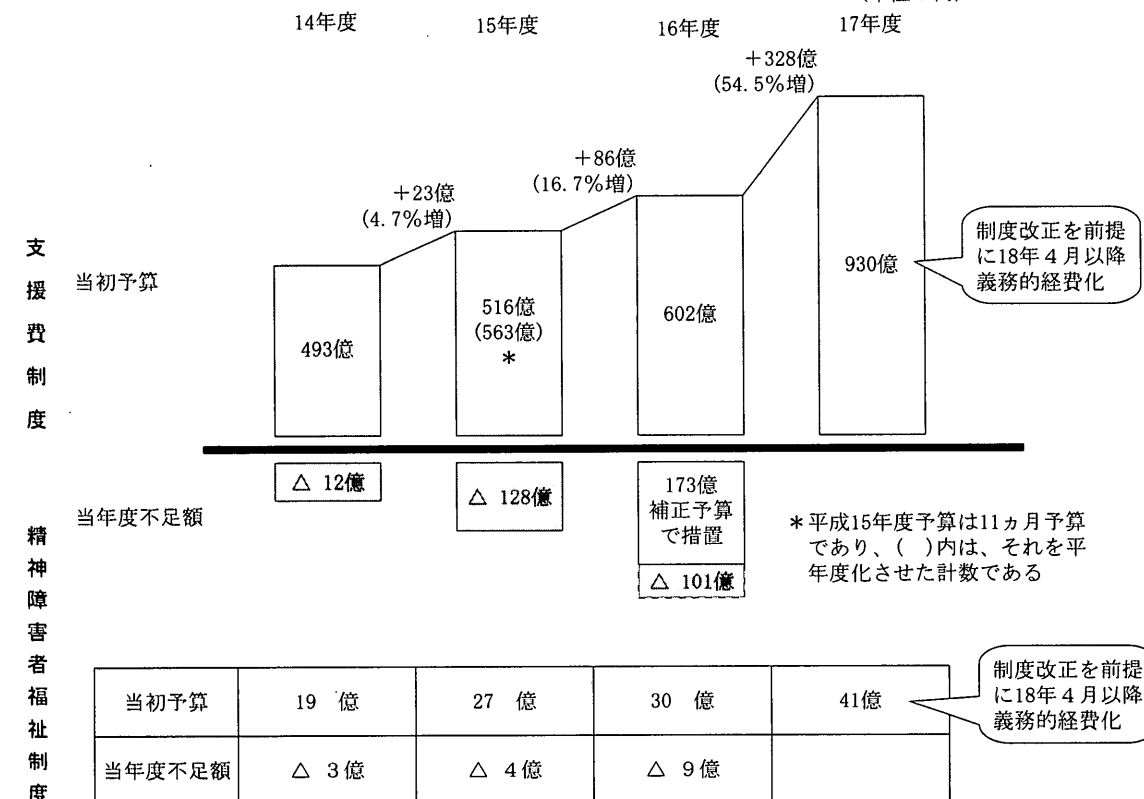 14年度 15年度 16年度 17年度
+328億
(54.5%増)
+86億
(16.7%増)
+23億
(4.7%増)
支援費制度
当初予算
493億
516億
(563億)
*
602億
930億
制度改正を前提
に18年4月以降
義務的経費化
当年度不足額
△ 12億
△ 128億
173億
補正予算
で措置
△ 101億
*平成15年度予算は11ヵ月予算
であり、( )内は、それを平
年度化させた計数である
精神障害者福祉制度
当初予算 19 億 27 億 30 億 41億
制度改正を前提
に18年4月以降
義務的経費化
当年度不足額 △ 3億 △ 4億 △ 9億